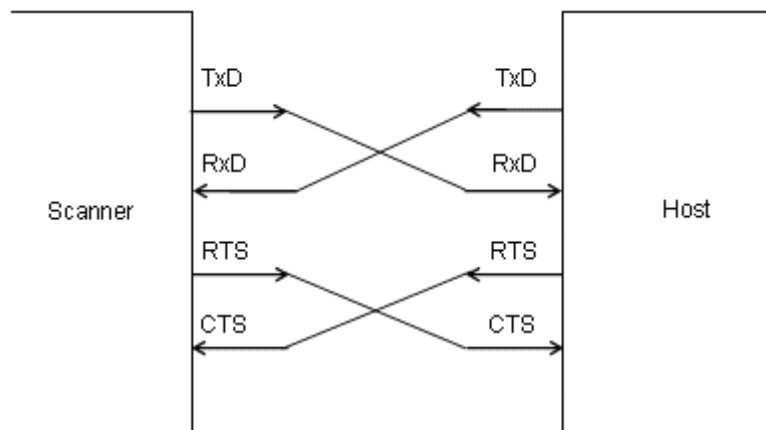 TxD TxD
RxD RxD
Scanner Host
RTS RTS
CTS CTS